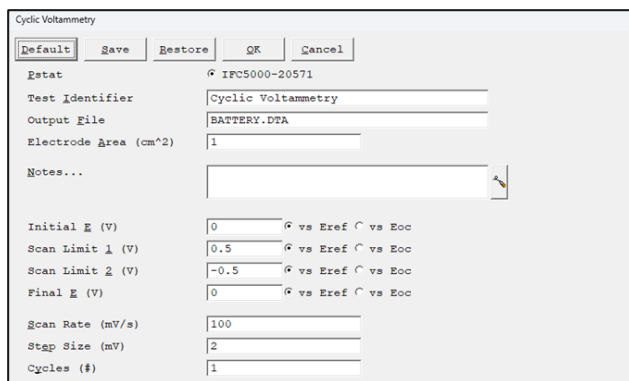 Cyclic Voltammetry
Default Save Restore OK Cancel
Pstat IFC5000-20571
Test Identifier Cyclic Voltammetry
Output File BATTERY.DTA
Electrode Area (cm^2) 1
Notes...
Initial E (V) 0 vs Eref vs Eoc
Scan Limit 1 (V) 0.5 vs Eref vs Eoc
Scan Limit 2 (V) -0.5 vs Eref vs Eoc
Final E (V) 0 vs Eref vs Eoc
Scan Rate (mV/s) 100
Step Size (mV) 2
Cycles (#) 1